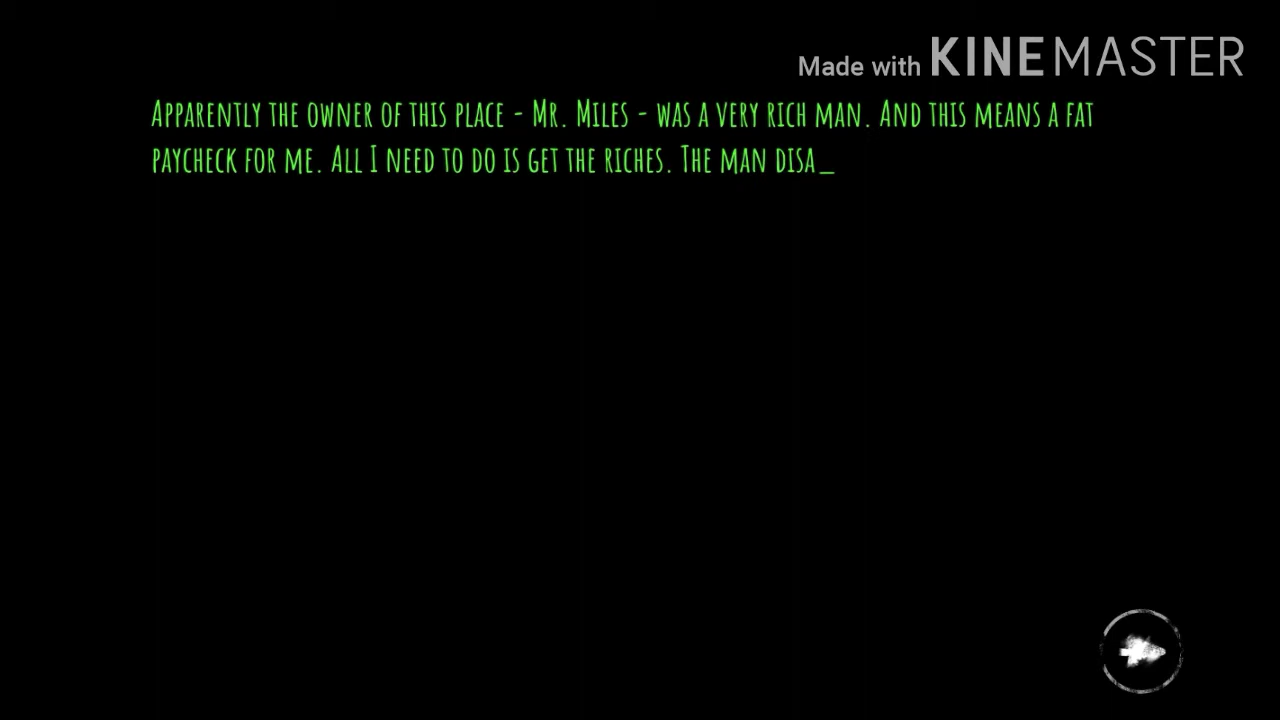 Made with KINEMASTER
Apparently the owner of this place - Mr. Miles - was a very rich man. And this means a fat
paycheck for me. All I need to do is get the riches. The man disa_